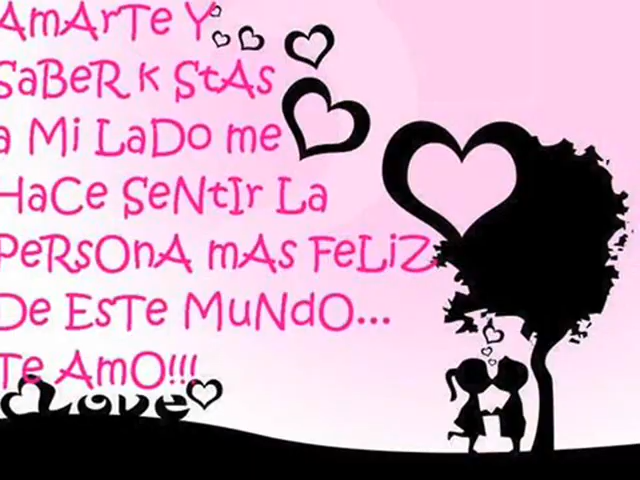 AmArTe Y
SaBeR k StAS
a Mi LaDo me
HaCe SeNtIr La
PeRsOnA mAs FeLiZ
De EsTe MuNdO...
Te AmO!!!
Love